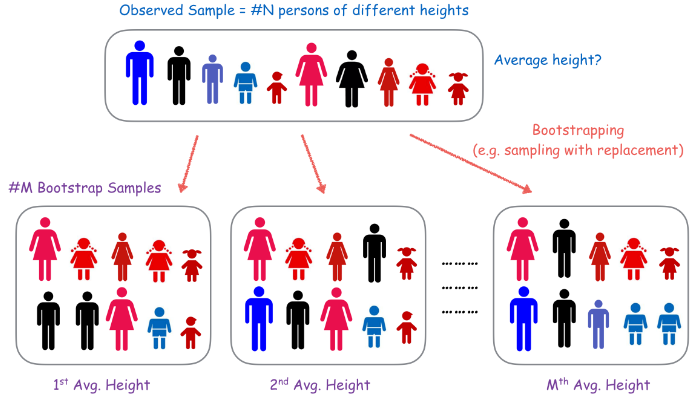 Observed Sample = #N persons of different heights
Average height?
Bootstrapping
(e.g. sampling with replacement)
#M Bootstrap Samples
………
………
………
1st Avg. Height
2nd Avg. Height
Mth Avg. Height